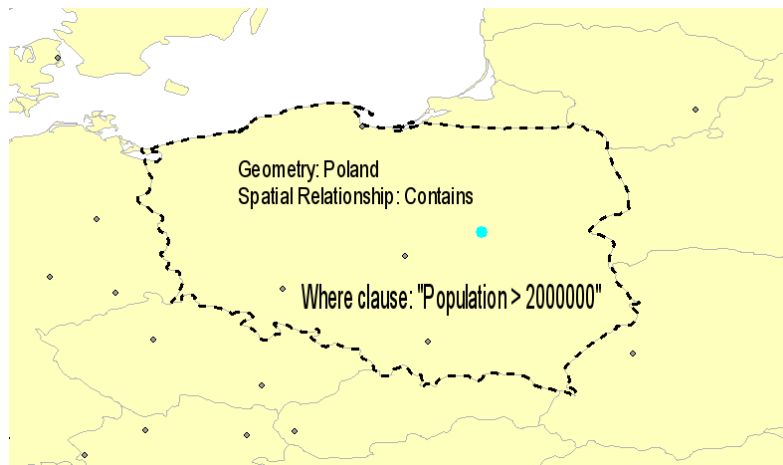 Geometry: Poland
Spatial Relationship: Contains
Where clause: "Population > 2000000"